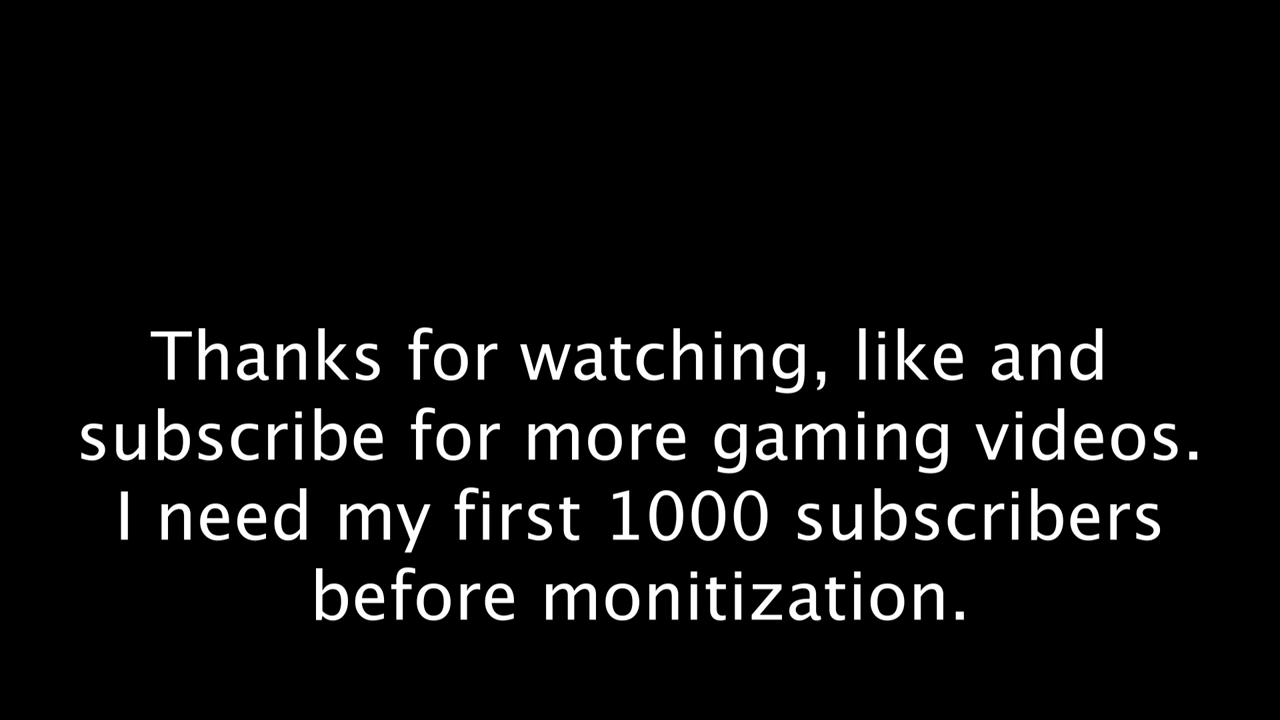 Thanks for watching, like and
subscribe for more gaming videos.
I need my first 1000 subscribers
before monitization.